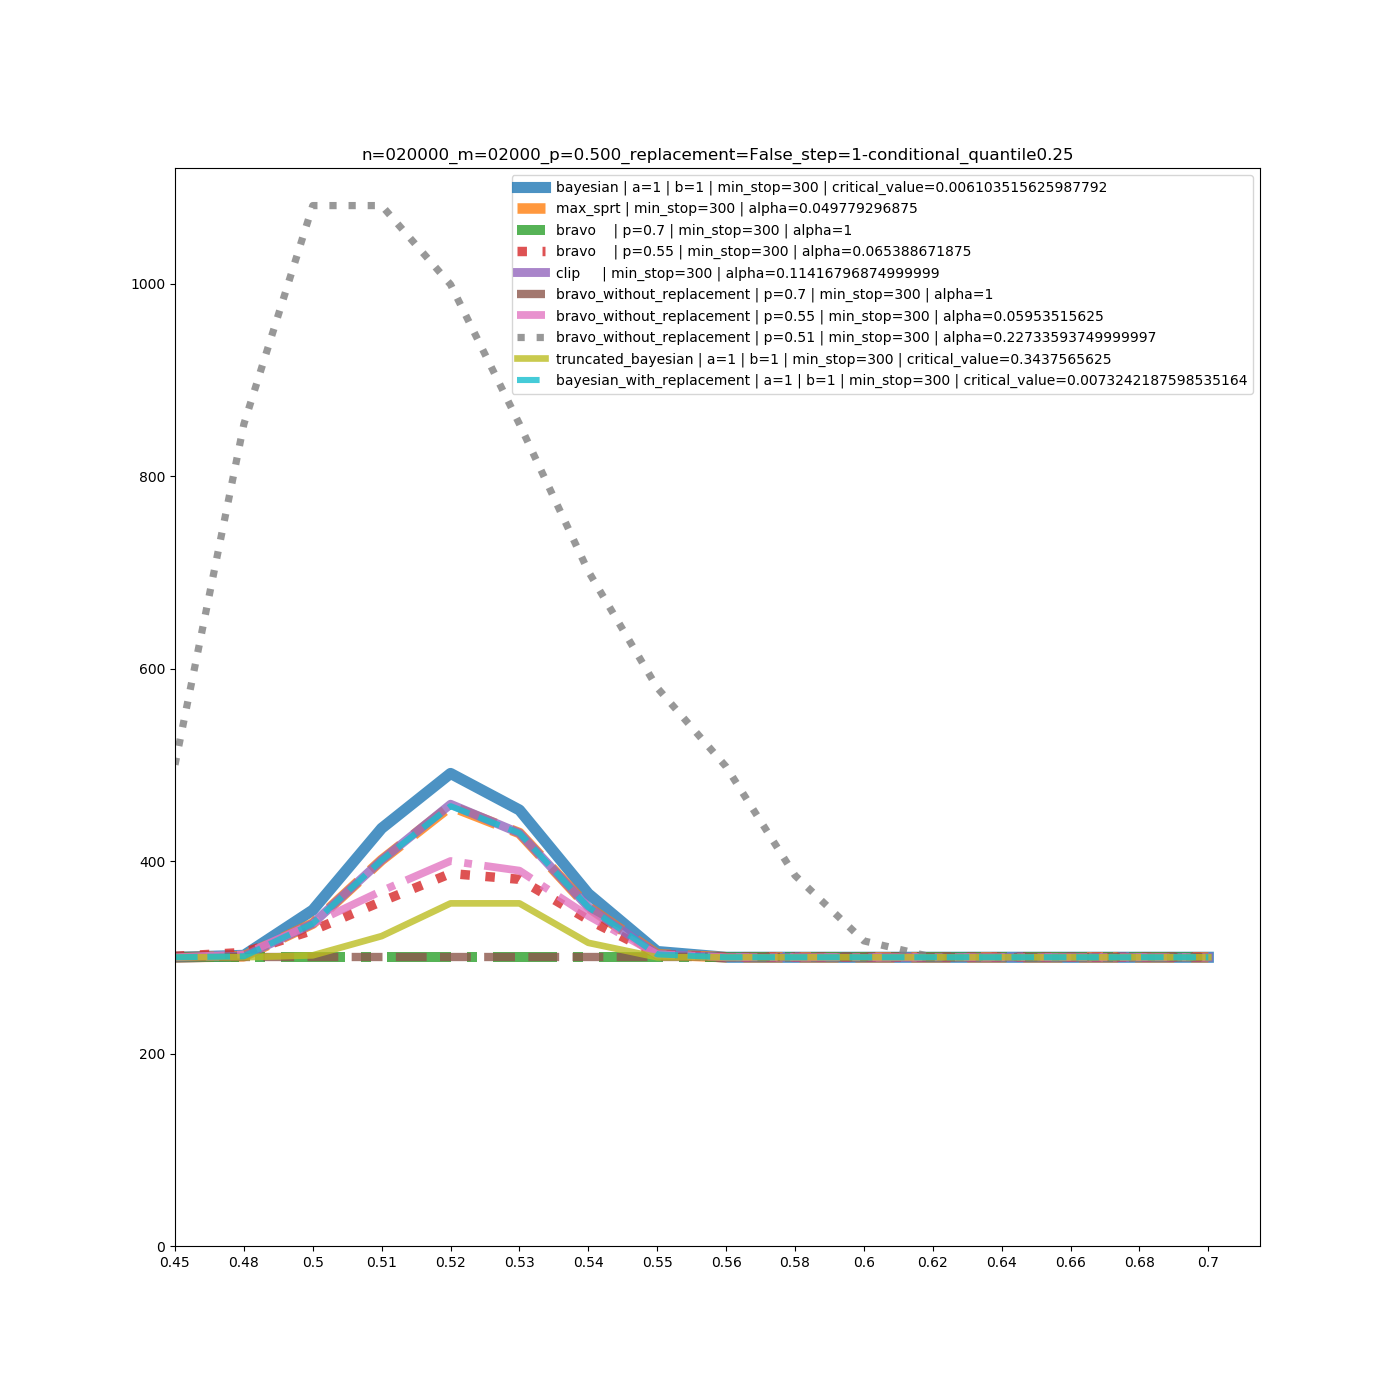 n=020000_m=02000_p=0.500_replacement=False_step=1-conditional_quantile0.25
bayesian | a=1 | b=1 | min_stop=300 | critical_value=0.006103515625987792
max_sprt | min_stop=300 | alpha=0.049779296875
bravo    | p=0.7 | min_stop=300 | alpha=1
bravo    | p=0.55 | min_stop=300 | alpha=0.065388671875
clip     | min_stop=300 | alpha=0.11416796874999999
bravo_without_replacement | p=0.7 | min_stop=300 | alpha=1
bravo_without_replacement | p=0.55 | min_stop=300 | alpha=0.05953515625
bravo_without_replacement | p=0.51 | min_stop=300 | alpha=0.22733593749999997
truncated_bayesian | a=1 | b=1 | min_stop=300 | critical_value=0.3437565625
bayesian_with_replacement | a=1 | b=1 | min_stop=300 | critical_value=0.0073242187598535164
1000
800
600
400
200
0
0.45 0.48 0.5 0.51 0.52 0.53 0.54 0.55 0.56 0.58 0.6 0.62 0.64 0.66 0.68 0.7